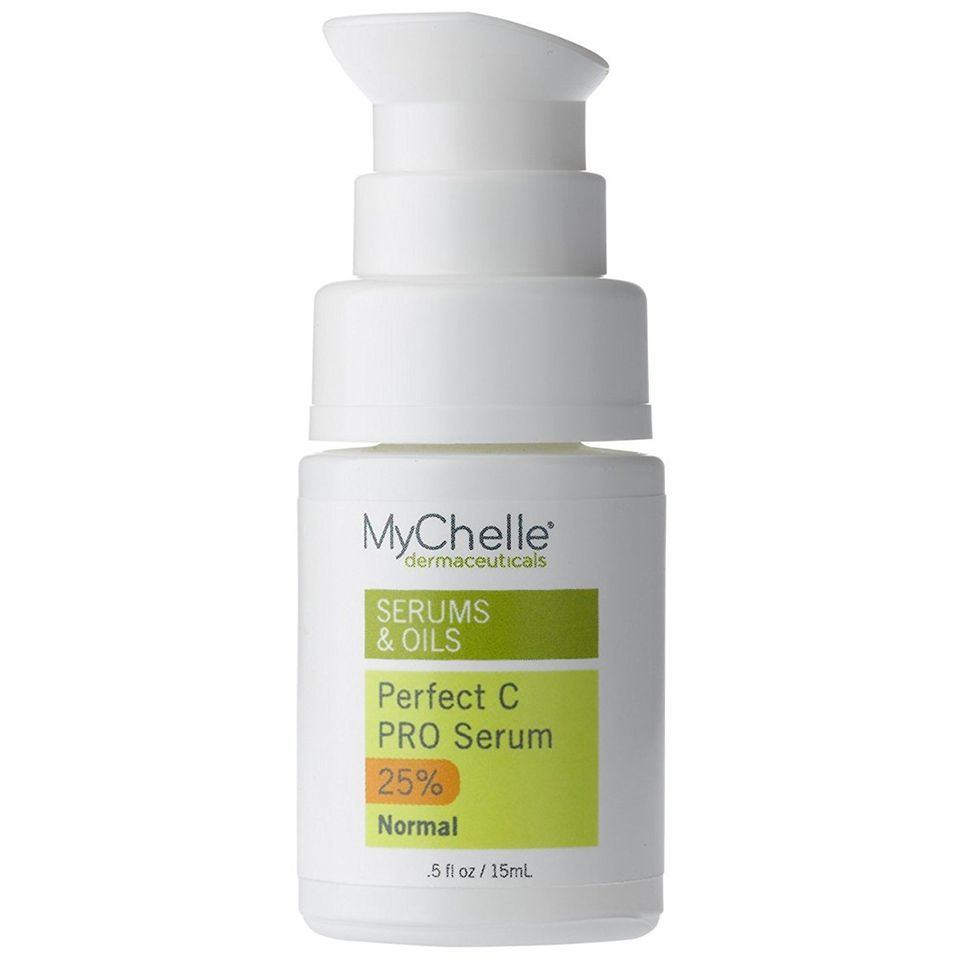 MyChelle®
dermaceuticals
SERUMS
& OILS
Perfect C
PRO Serum
25%
Normal
.5 fl oz / 15mL